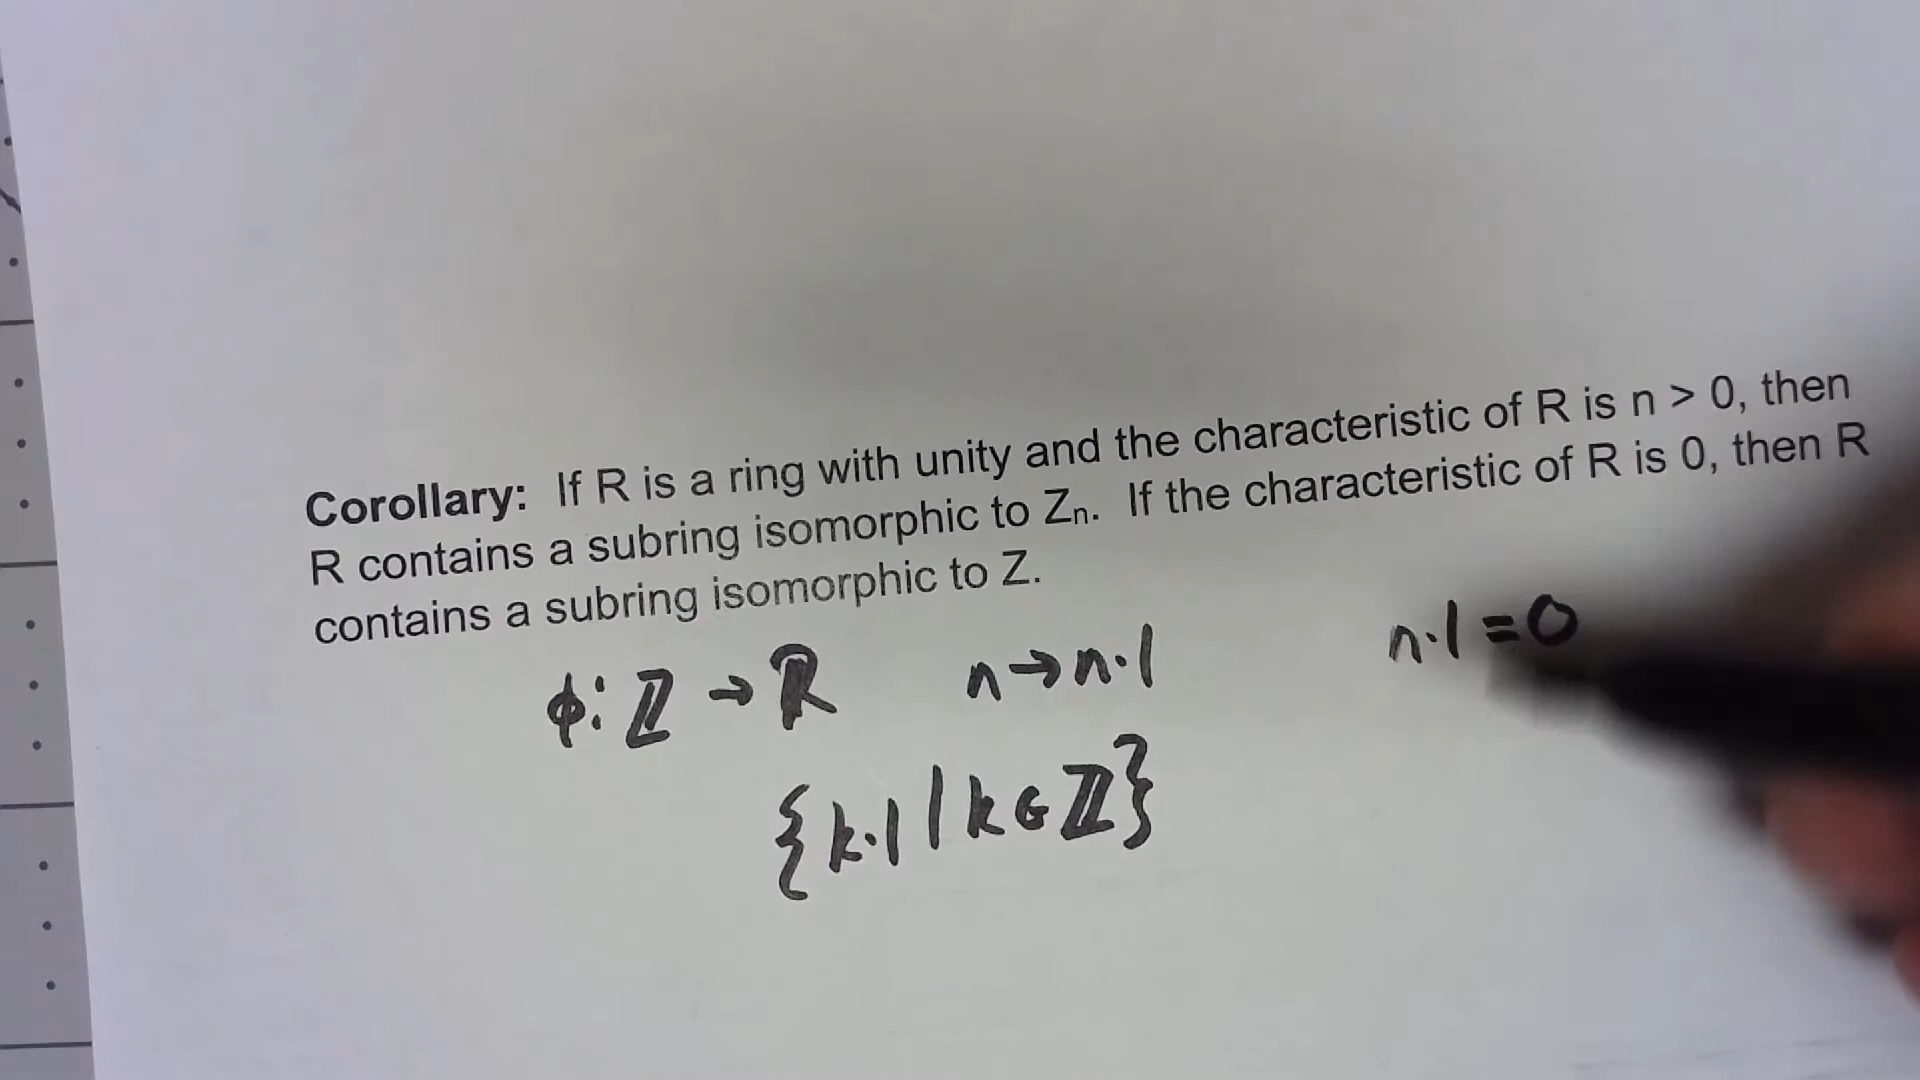 Corollary: If R is a ring with unity and the characteristic of R is n > 0, then
R contains a subring isomorphic to Zₙ. If the characteristic of R is 0, then R
contains a subring isomorphic to Z.
ϕ: ℤ → R n → n·1 n·1 = 0
{k·1 | k ∈ ℤ}